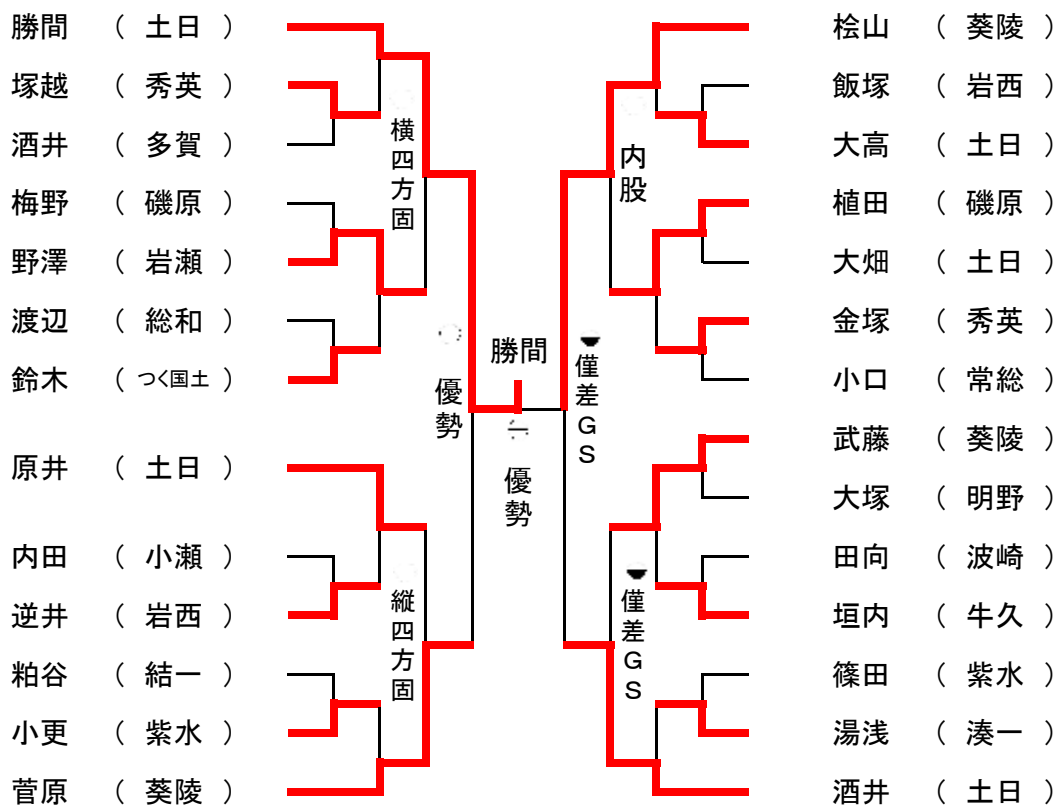 勝間 （ 土日 ）
塚越 （ 秀英 ）
酒井 （ 多賀 ）
梅野 （ 磯原 ）
野澤 （ 岩瀬 ）
渡辺 （ 総和 ）
鈴木 （ つく国土 ）
原井 （ 土日 ）
内田 （ 小瀬 ）
逆井 （ 岩西 ）
粕谷 （ 結一 ）
小更 （ 紫水 ）
菅原 （ 葵陵 ）
横四方固
縦四方固
優勢
勝間
優勢
僅差GS
内股
僅差GS
桧山 （ 葵陵 ）
飯塚 （ 岩西 ）
大高 （ 土日 ）
植田 （ 磯原 ）
大畑 （ 土日 ）
金塚 （ 秀英 ）
小口 （ 常総 ）
武藤 （ 葵陵 ）
大塚 （ 明野 ）
田向 （ 波崎 ）
垣内 （ 牛久 ）
篠田 （ 紫水 ）
湯浅 （ 湊一 ）
酒井 （ 土日 ）